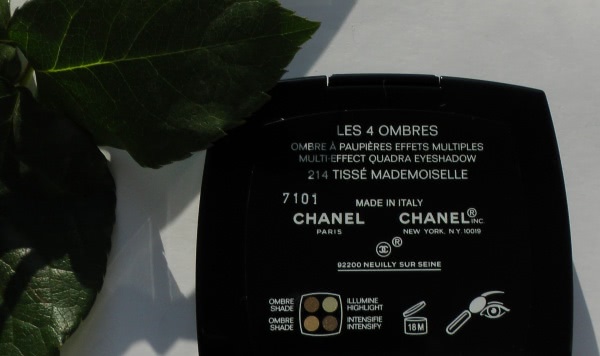 LES 4 OMBRES
OMBRE À PAUPIÈRES EFFETS MULTIPLES
MULTI-EFFECT QUADRA EYESHADOW
214 TISSÉ MADEMOISELLE
7101 MADE IN ITALY
CHANEL CHANEL® INC.
PARIS NEW YORK, N.Y. 10019
®
92200 NEUILLY SUR SEINE
OMBRE ILLUMINE
SHADE HIGHLIGHT
OMBRE INTENSIFIE
SHADE INTENSIFY
18 M